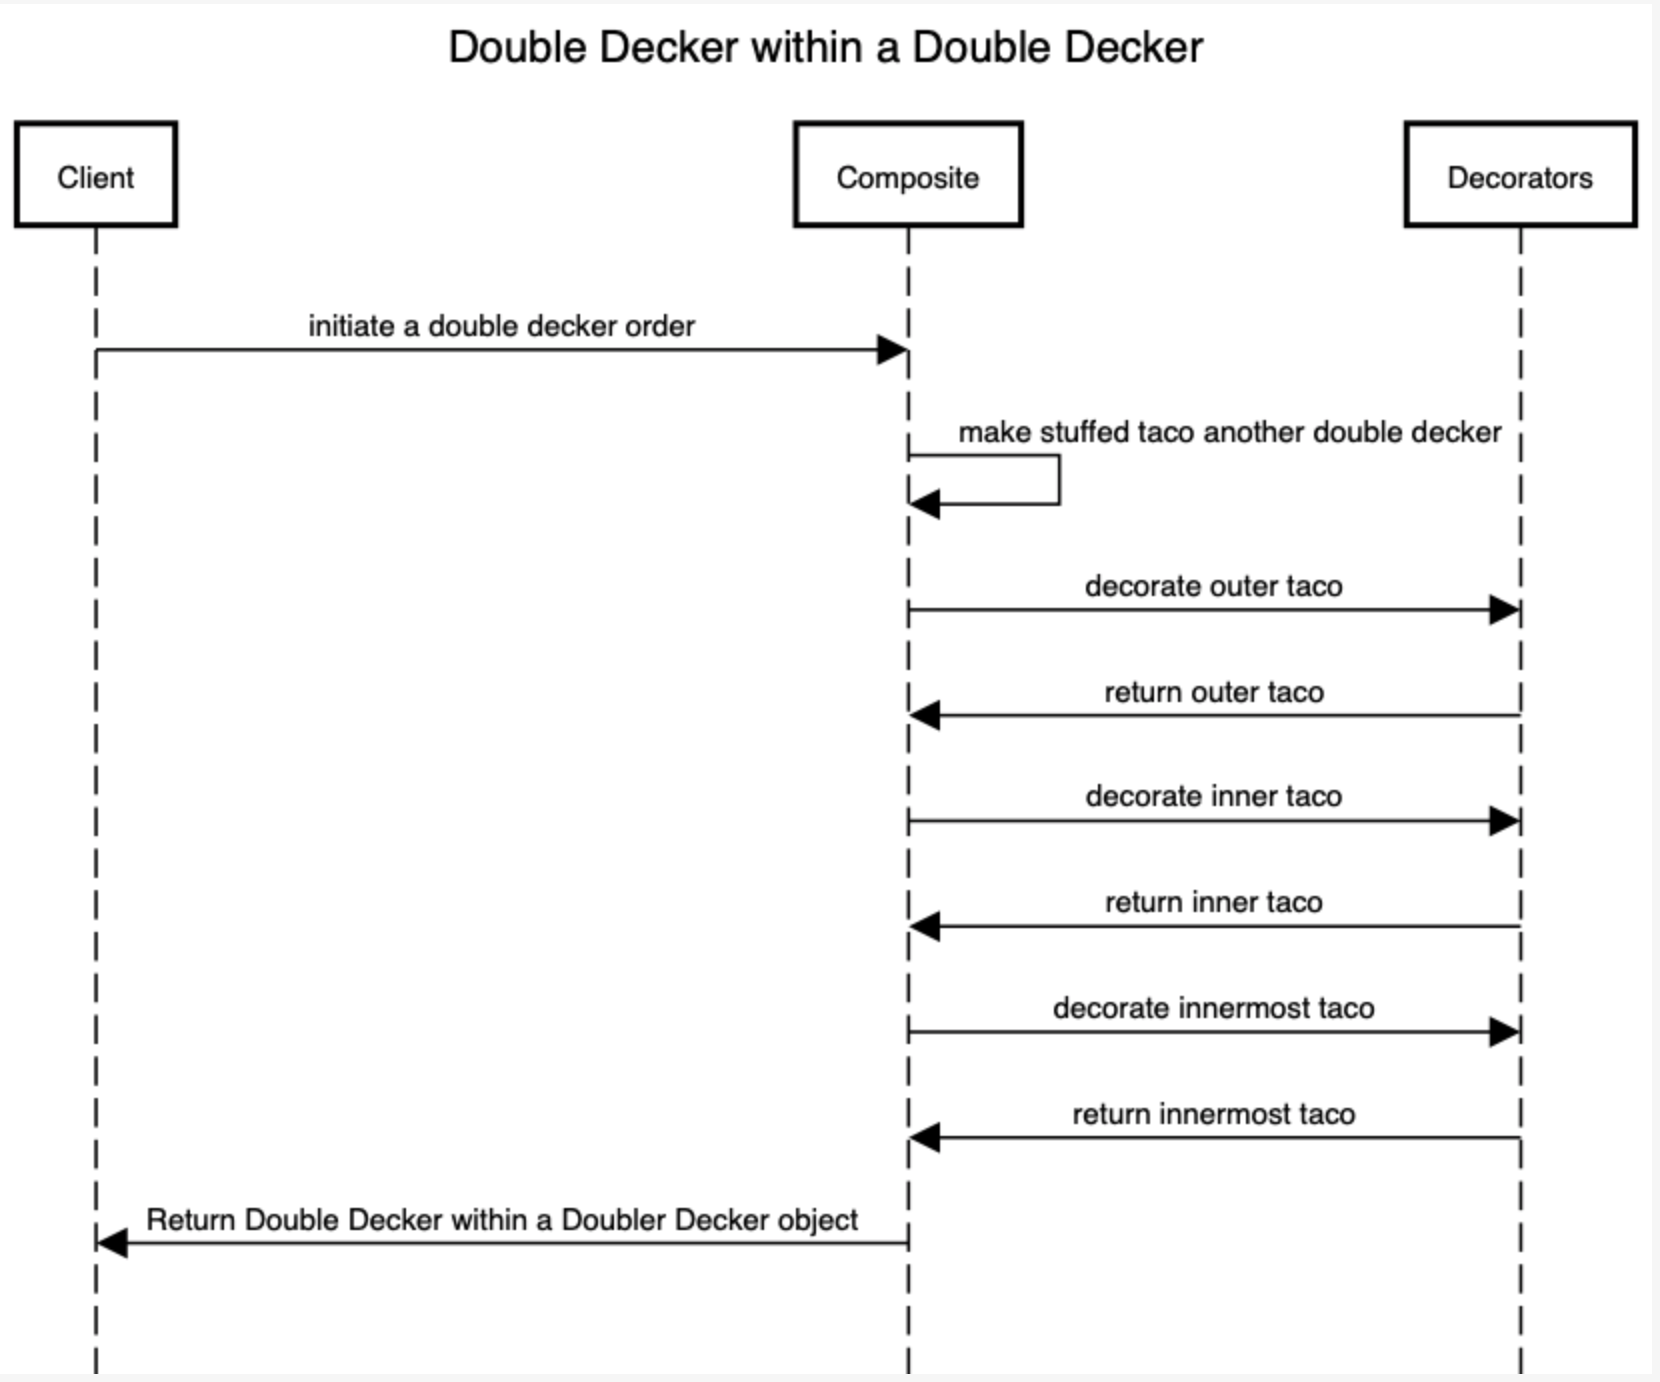 Double Decker within a Double Decker
Client
Composite
Decorators
initiate a double decker order
make stuffed taco another double decker
decorate outer taco
return outer taco
decorate inner taco
return inner taco
decorate innermost taco
return innermost taco
Return Double Decker within a Doubler Decker object